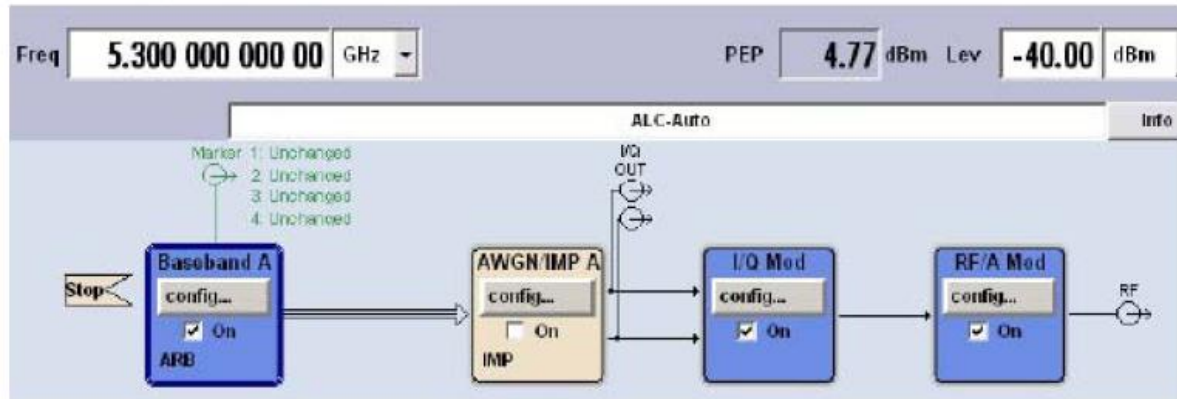 Freq 5.300 000 000 00 GHz PEP 4.77 dBm Lev -40.00 dBm
ALC-Auto Info
Marker 1: Unchanged
2: Unchanged
3: Unchanged
4: Unchanged
I/Q
OUT
Baseband A AWGN/IMP A I/Q Mod RF/A Mod
Stop config... config... config... config... RF
On On On On
ARB IMP